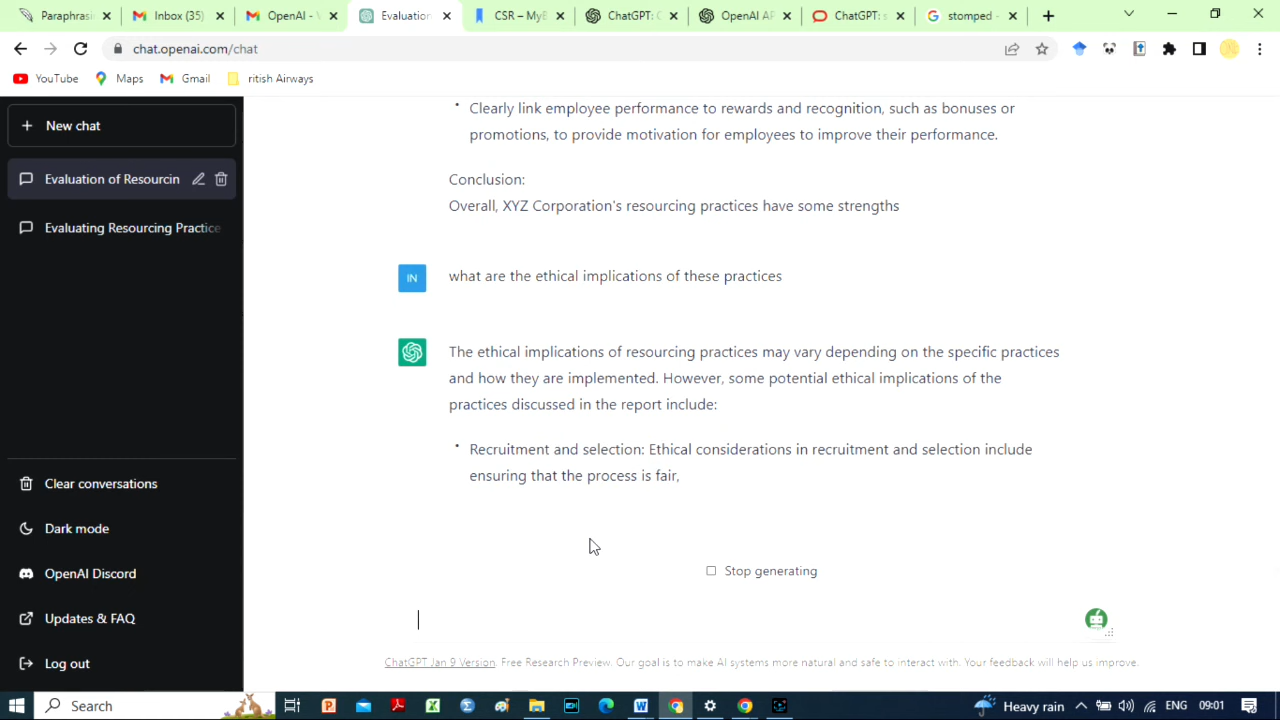 Paraphrasin
Inbox (35)
OpenAI -
Evaluation
CSR – MyB
ChatGPT:
OpenAI AP
ChatGPT: s
stomped -
chat.openai.com/chat
YouTube
Maps
Gmail
ritish Airways
New chat
Evaluation of Resourcin
Evaluating Resourcing Practice
Clear conversations
Dark mode
OpenAI Discord
Updates & FAQ
Log out
• Clearly link employee performance to rewards and recognition, such as bonuses or
promotions, to provide motivation for employees to improve their performance.
Conclusion:
Overall, XYZ Corporation's resourcing practices have some strengths
IN
what are the ethical implications of these practices
The ethical implications of resourcing practices may vary depending on the specific practices
and how they are implemented. However, some potential ethical implications of the
practices discussed in the report include:
• Recruitment and selection: Ethical considerations in recruitment and selection include
ensuring that the process is fair,
Stop generating
ChatGPT Jan 9 Version. Free Research Preview. Our goal is to make AI systems more natural and safe to interact with. Your feedback will help us improve.
Search
Heavy rain
ENG
09:01